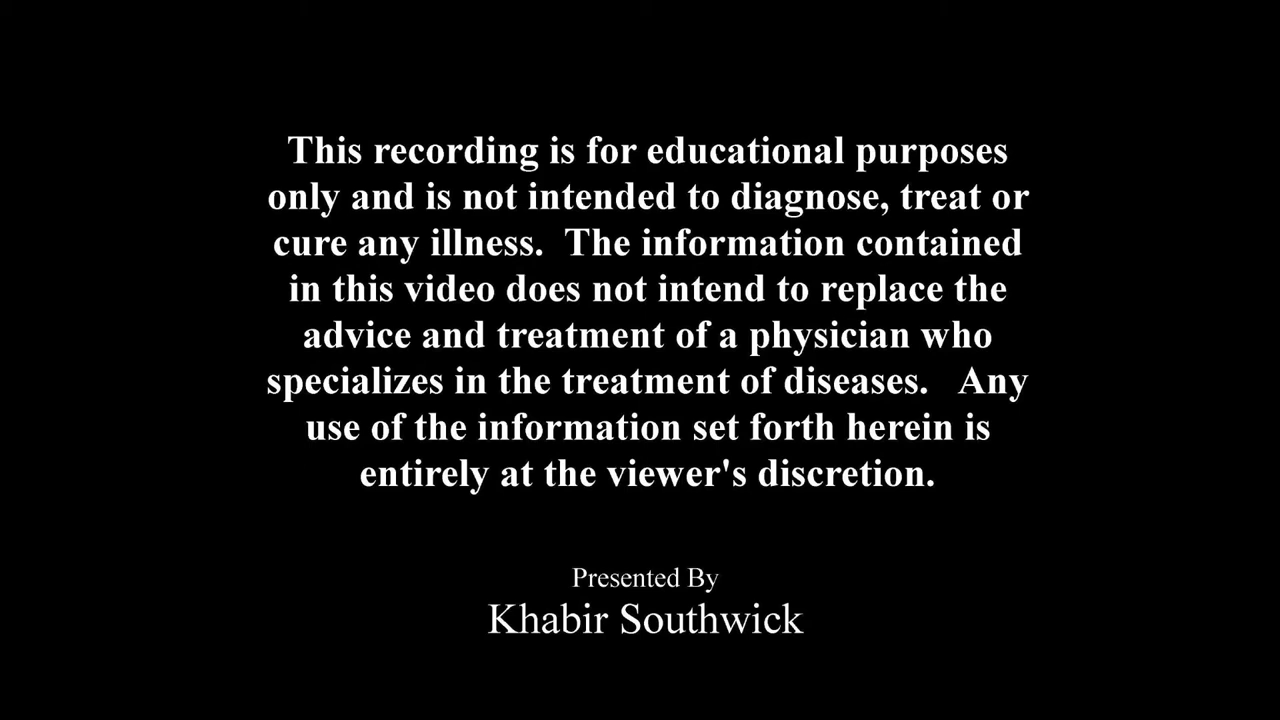 This recording is for educational purposes
only and is not intended to diagnose, treat or
cure any illness.  The information contained
in this video does not intend to replace the
advice and treatment of a physician who
specializes in the treatment of diseases.   Any
use of the information set forth herein is
entirely at the viewer's discretion.
Presented By
Khabir Southwick